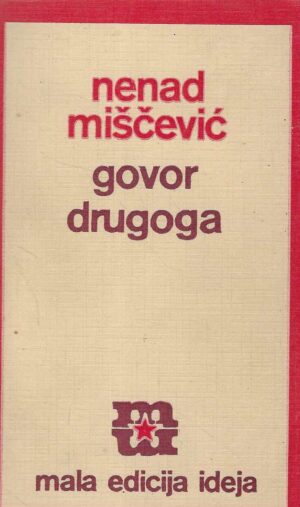 nenad
miščević
govor
drugoga
mala edicija ideja